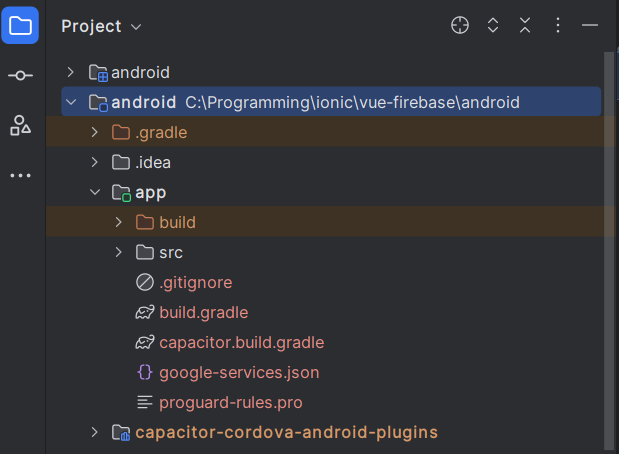 Project
android
android C:\Programming\ionic\vue-firebase\android
.gradle
.idea
app
build
src
.gitignore
build.gradle
capacitor.build.gradle
google-services.json
proguard-rules.pro
capacitor-cordova-android-plugins